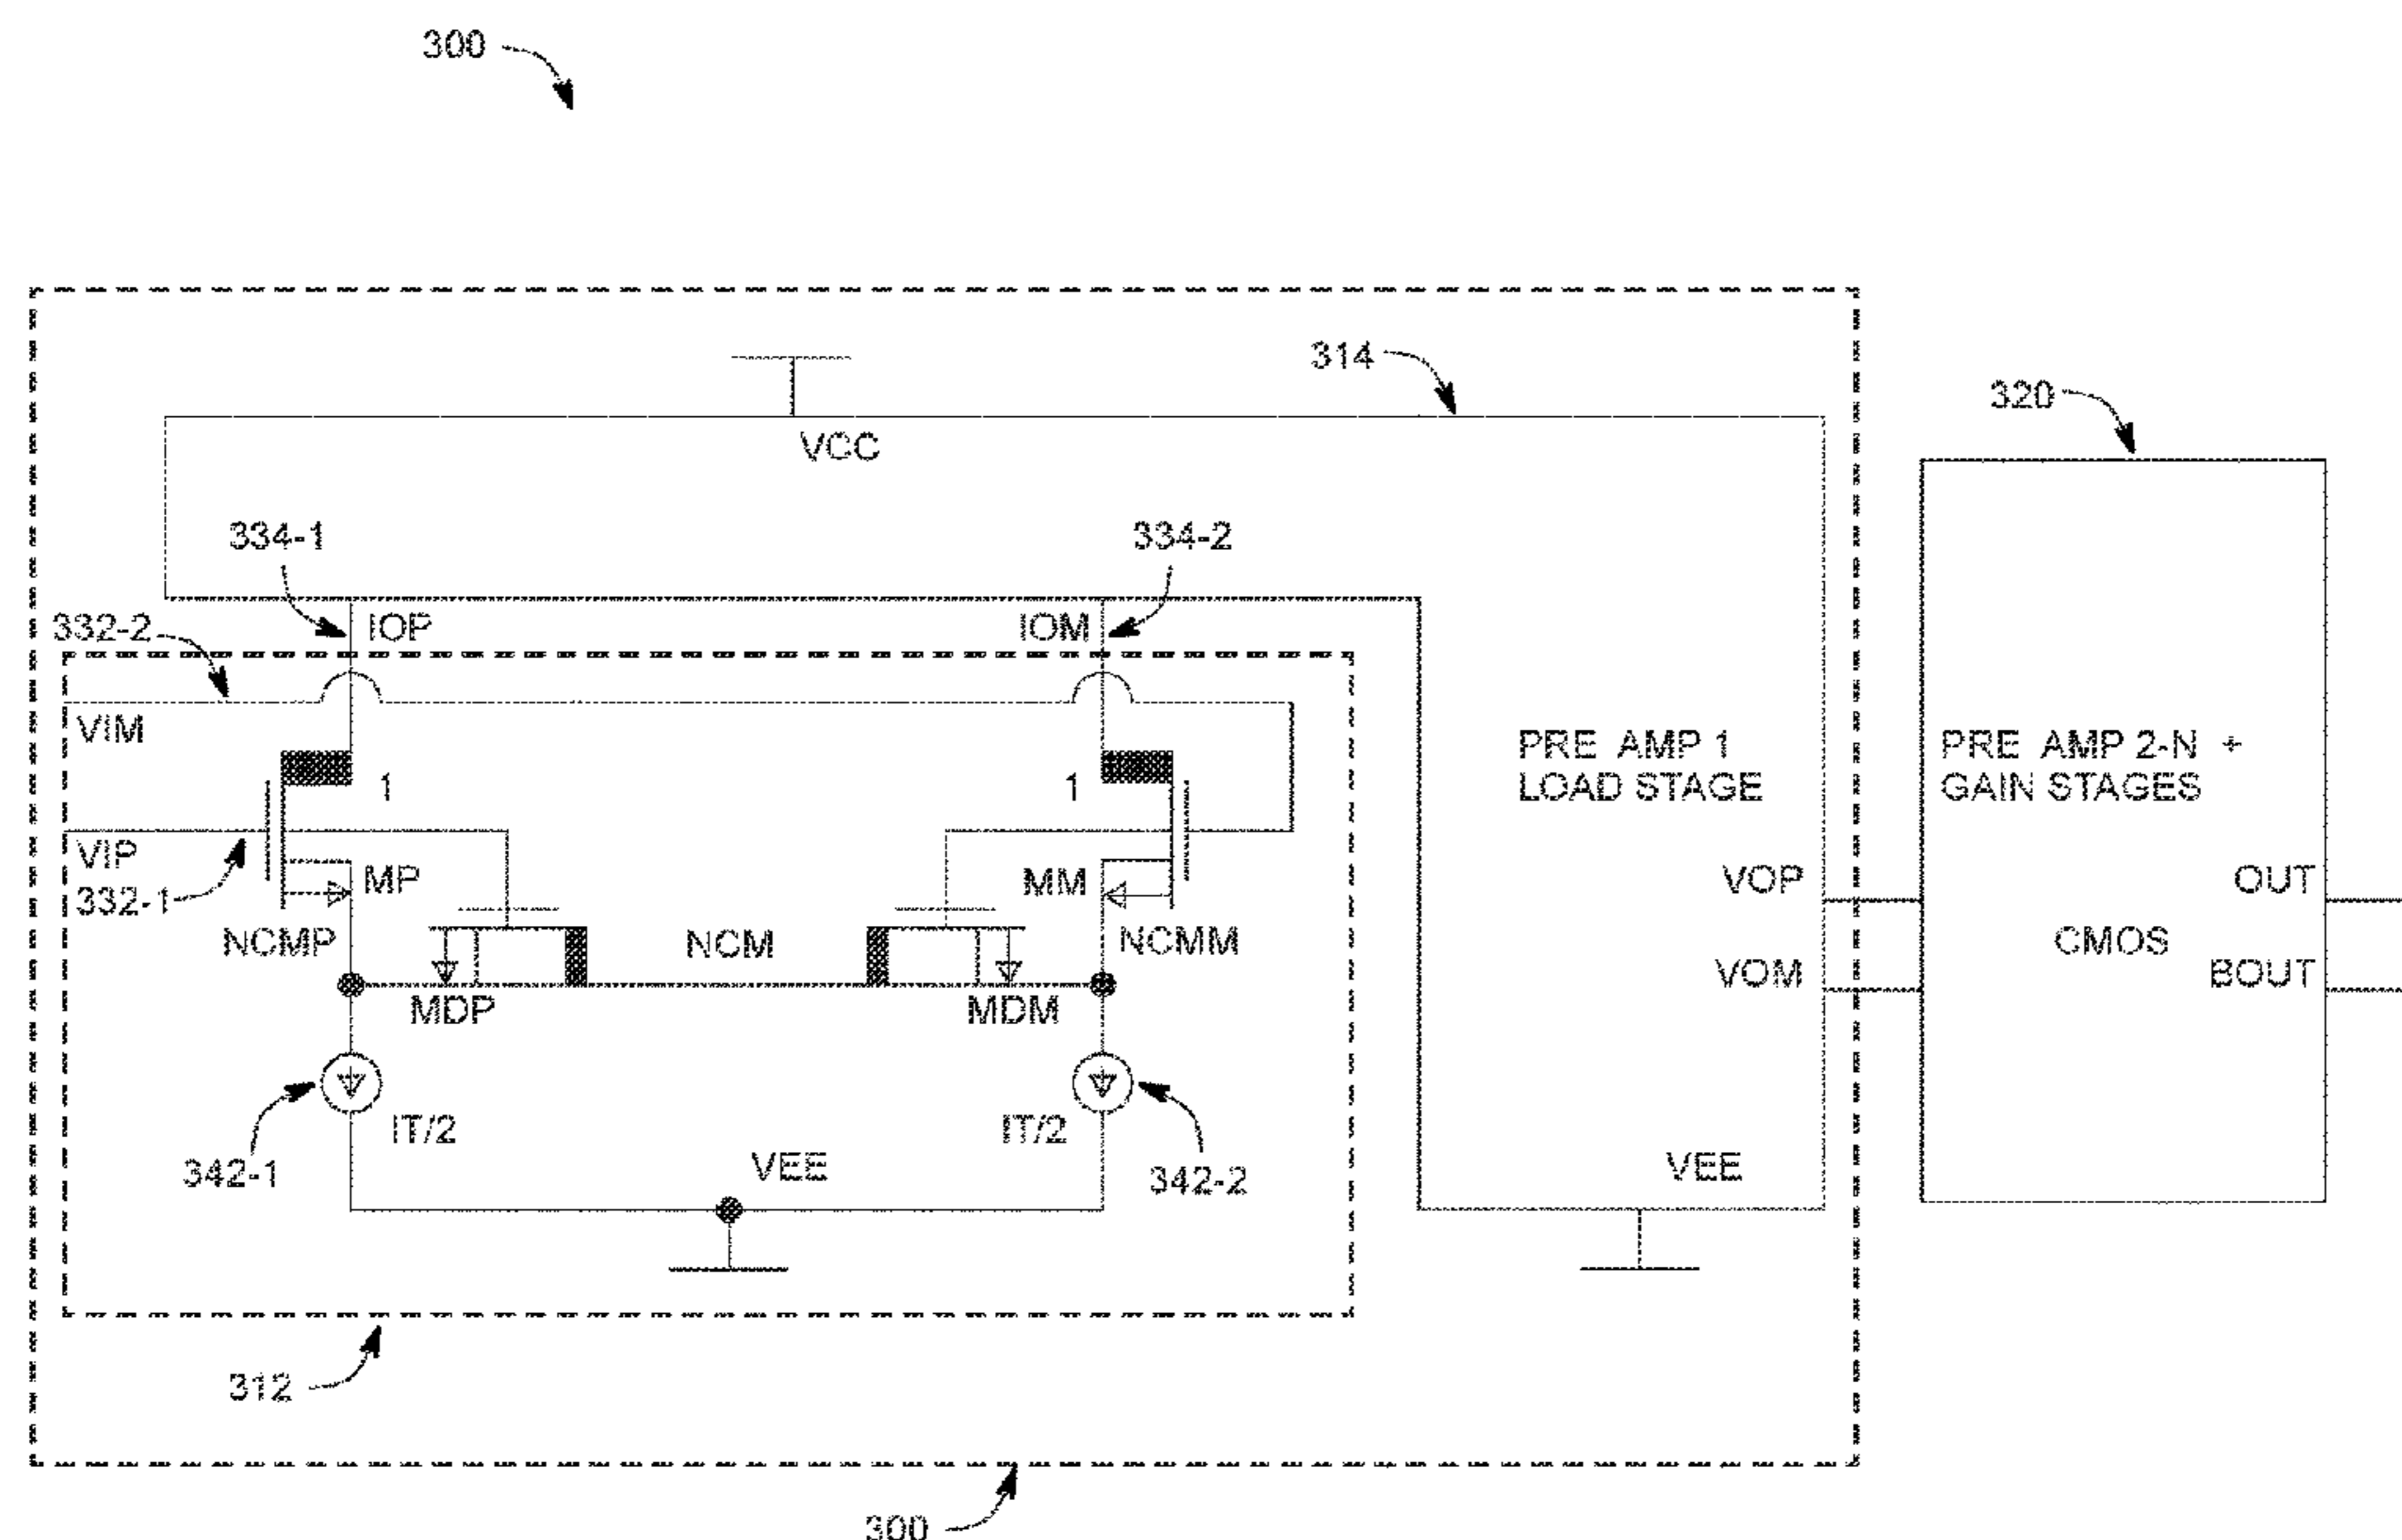 300
314
320
VCC
334-1
334-2
332-2
IOP
IOM
VIM
PRE AMP 1
LOAD STAGE
PRE AMP 2-N +
GAIN STAGES
1
1
VIP
332-1
MP
MM
VOP
OUT
NCMP
NCM
NCMM
CMOS
VOM
BOUT
MDP
MDM
IT/2
IT/2
342-1
VEE
342-2
VEE
312
300